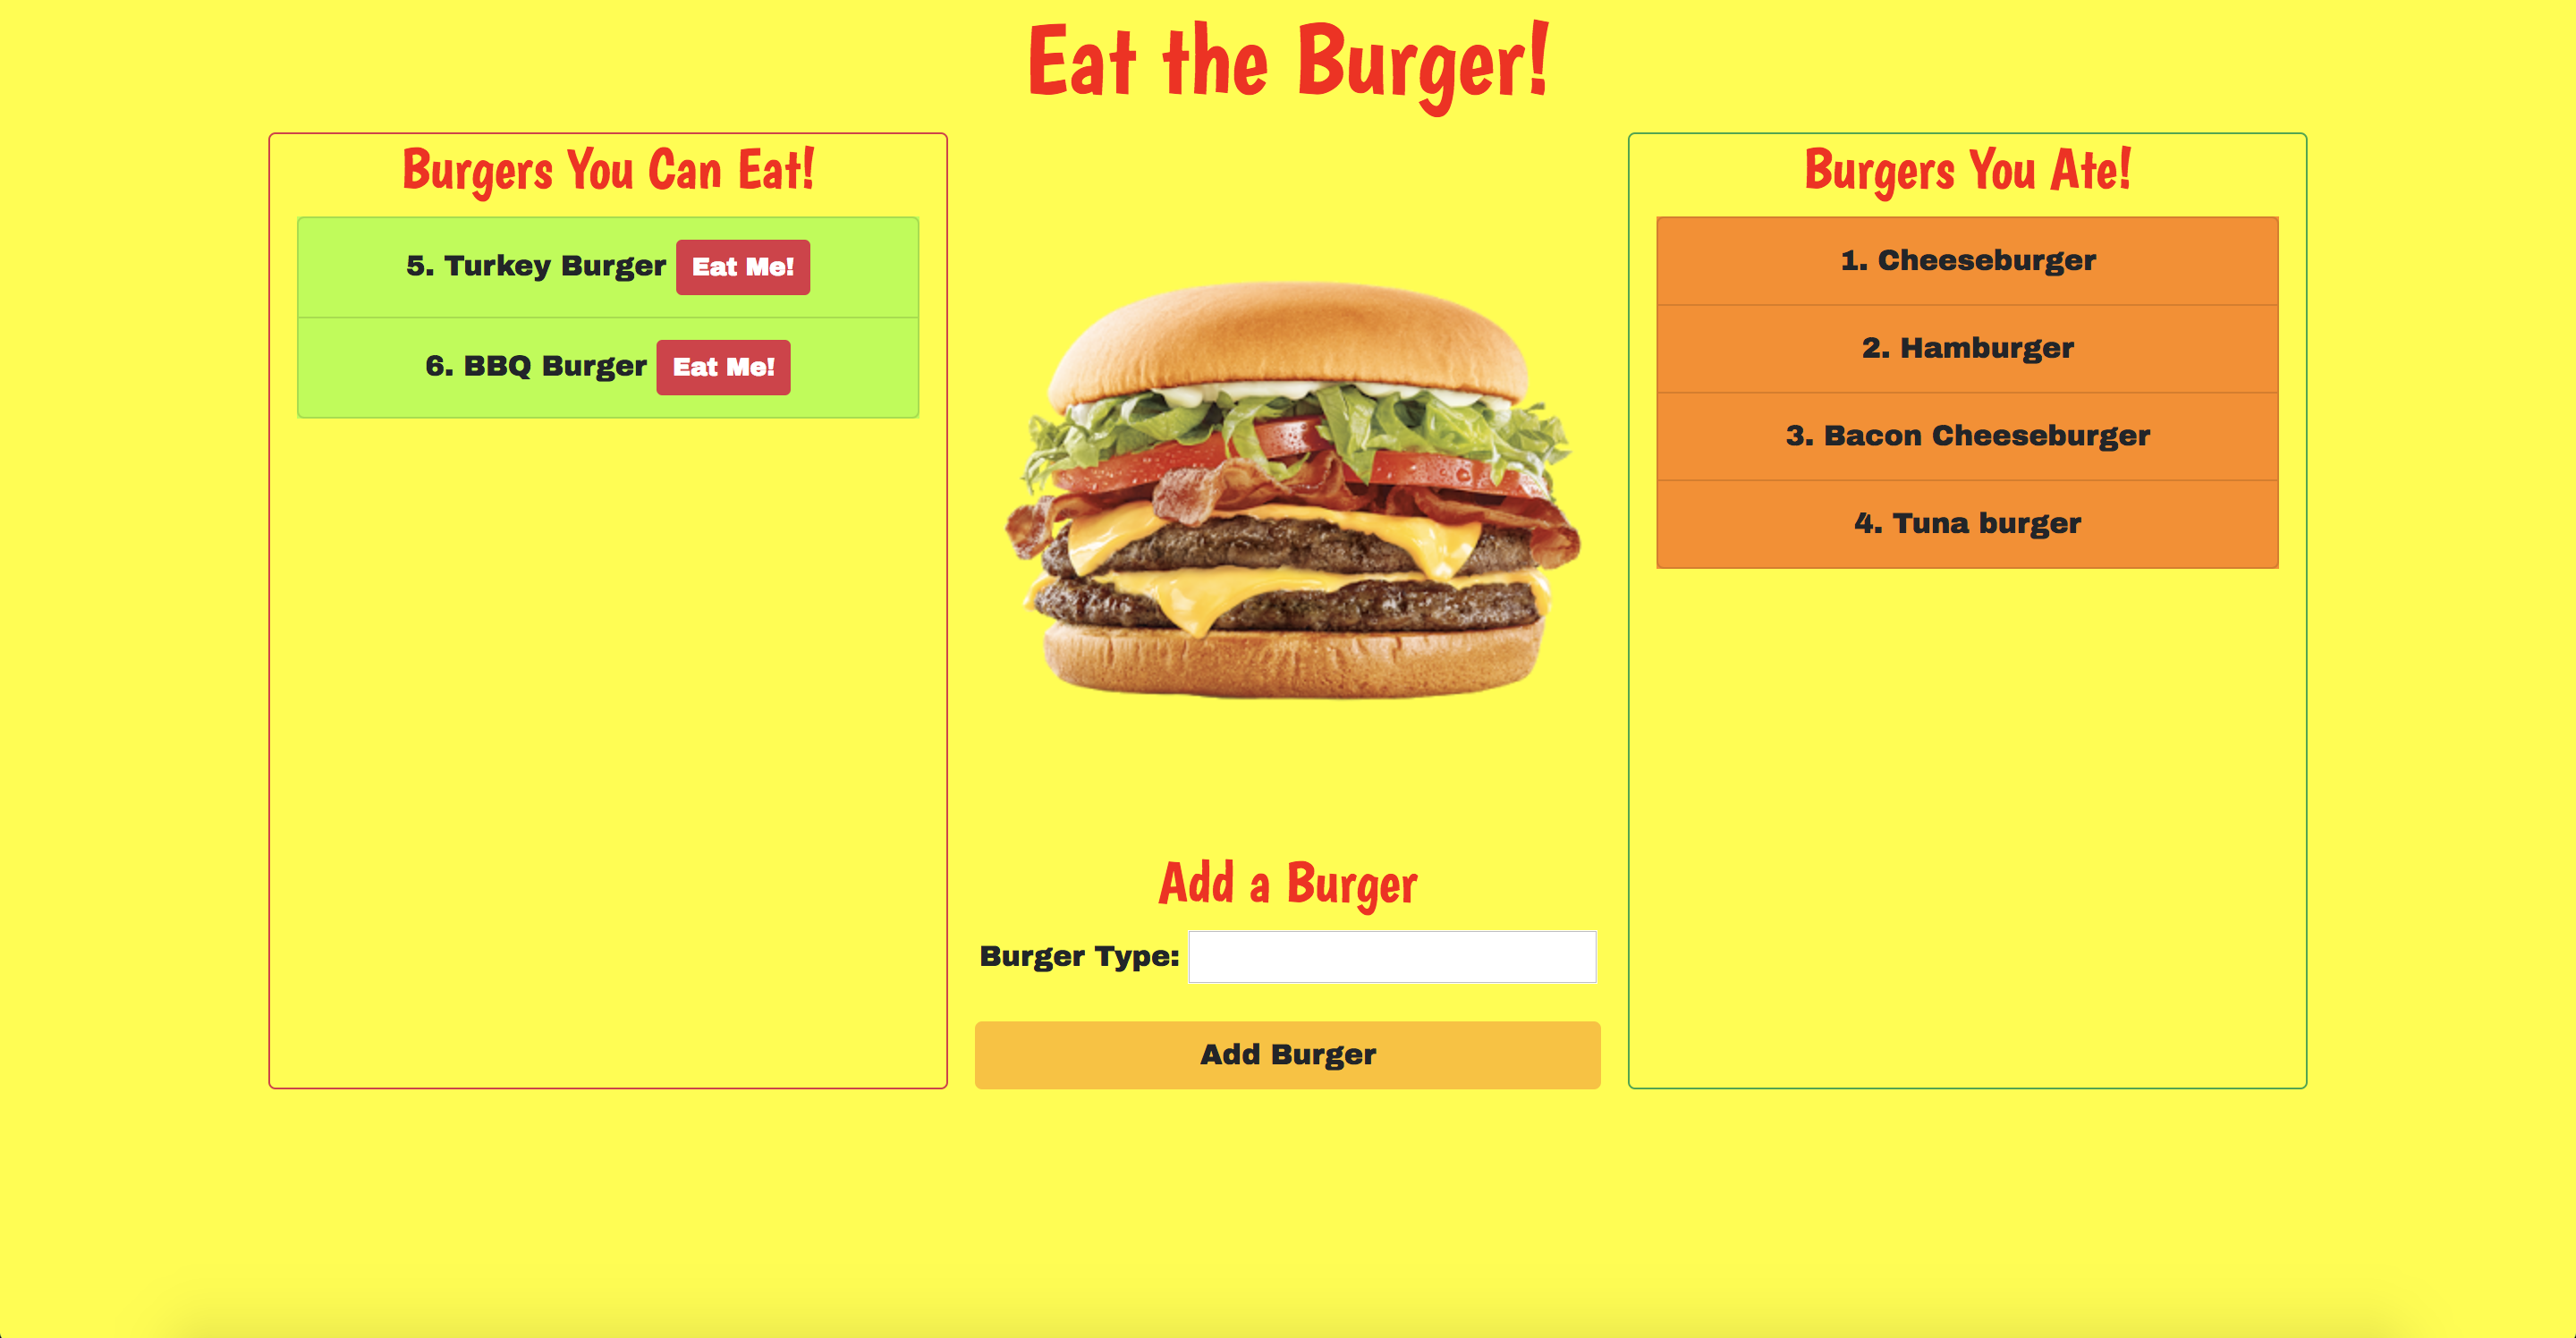 Eat the Burger!
Burgers You Can Eat!
5. Turkey Burger Eat Me!
6. BBQ Burger Eat Me!
Add a Burger
Burger Type:
Add Burger
Burgers You Ate!
1. Cheeseburger
2. Hamburger
3. Bacon Cheeseburger
4. Tuna burger